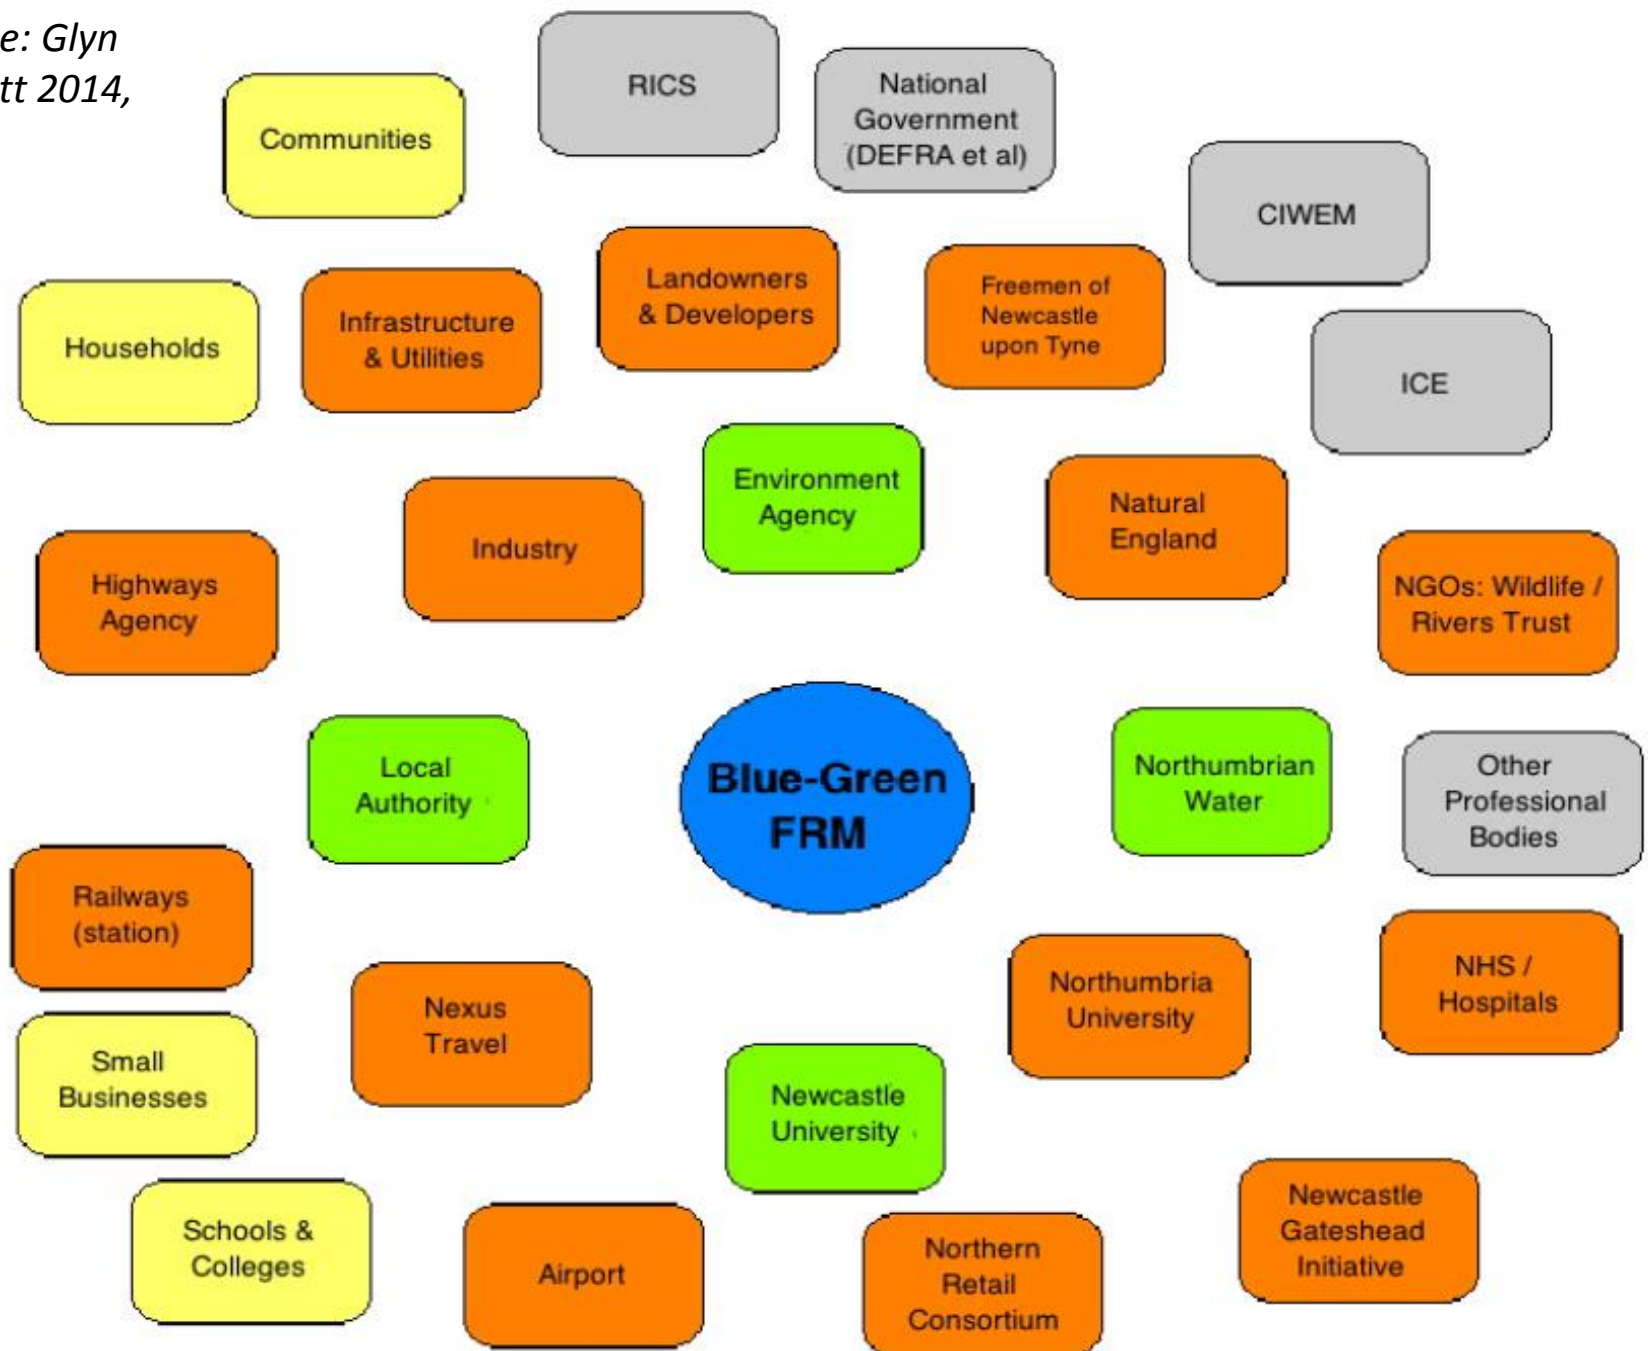 e: Glyn
tt 2014,
RICS
National
Government
(DEFRA et al)
Communities
CIWEM
Landowners
& Developers
Freemen of
Newcastle
upon Tyne
Infrastructure
& Utilities
Households
ICE
Environment
Agency
Natural
England
Industry
Highways
Agency
NGOs: Wildlife /
Rivers Trust
Local
Authority
Blue-Green
FRM
Northumbrian
Water
Other
Professional
Bodies
Railways
(station)
Nexus
Travel
Northumbria
University
NHS /
Hospitals
Small
Businesses
Newcastle
University
Schools &
Colleges
Airport
Northern
Retail
Consortium
Newcastle
Gateshead
Initiative